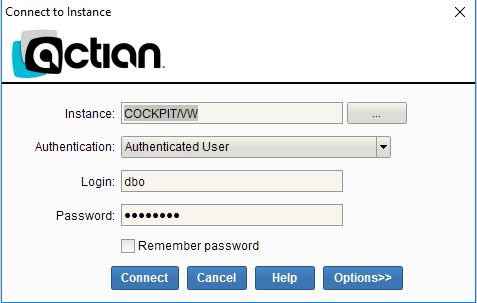 Connect to Instance
actian
Instance: COCKPIT/VW ...
Authentication: Authenticated User
Login: dbo
Password: ●●●●●●●●
Remember password
Connect Cancel Help Options>>